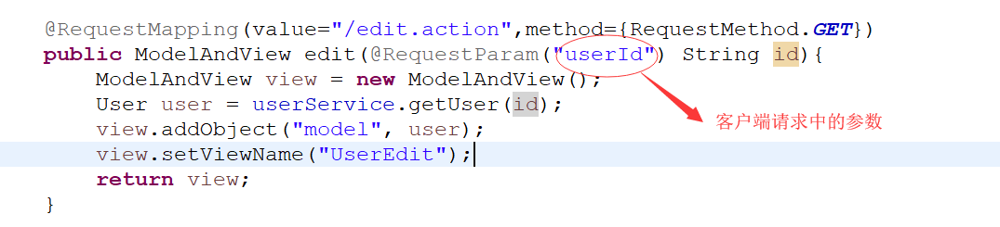 @RequestMapping(value="/edit.action",method={RequestMethod.GET})
public ModelAndView edit(@RequestParam("userId") String id){
ModelAndView view = new ModelAndView();
User user = userService.getUser(id);
客户端请求中的参数
view.addObject("model", user);
view.setViewName("UserEdit");
return view;
}